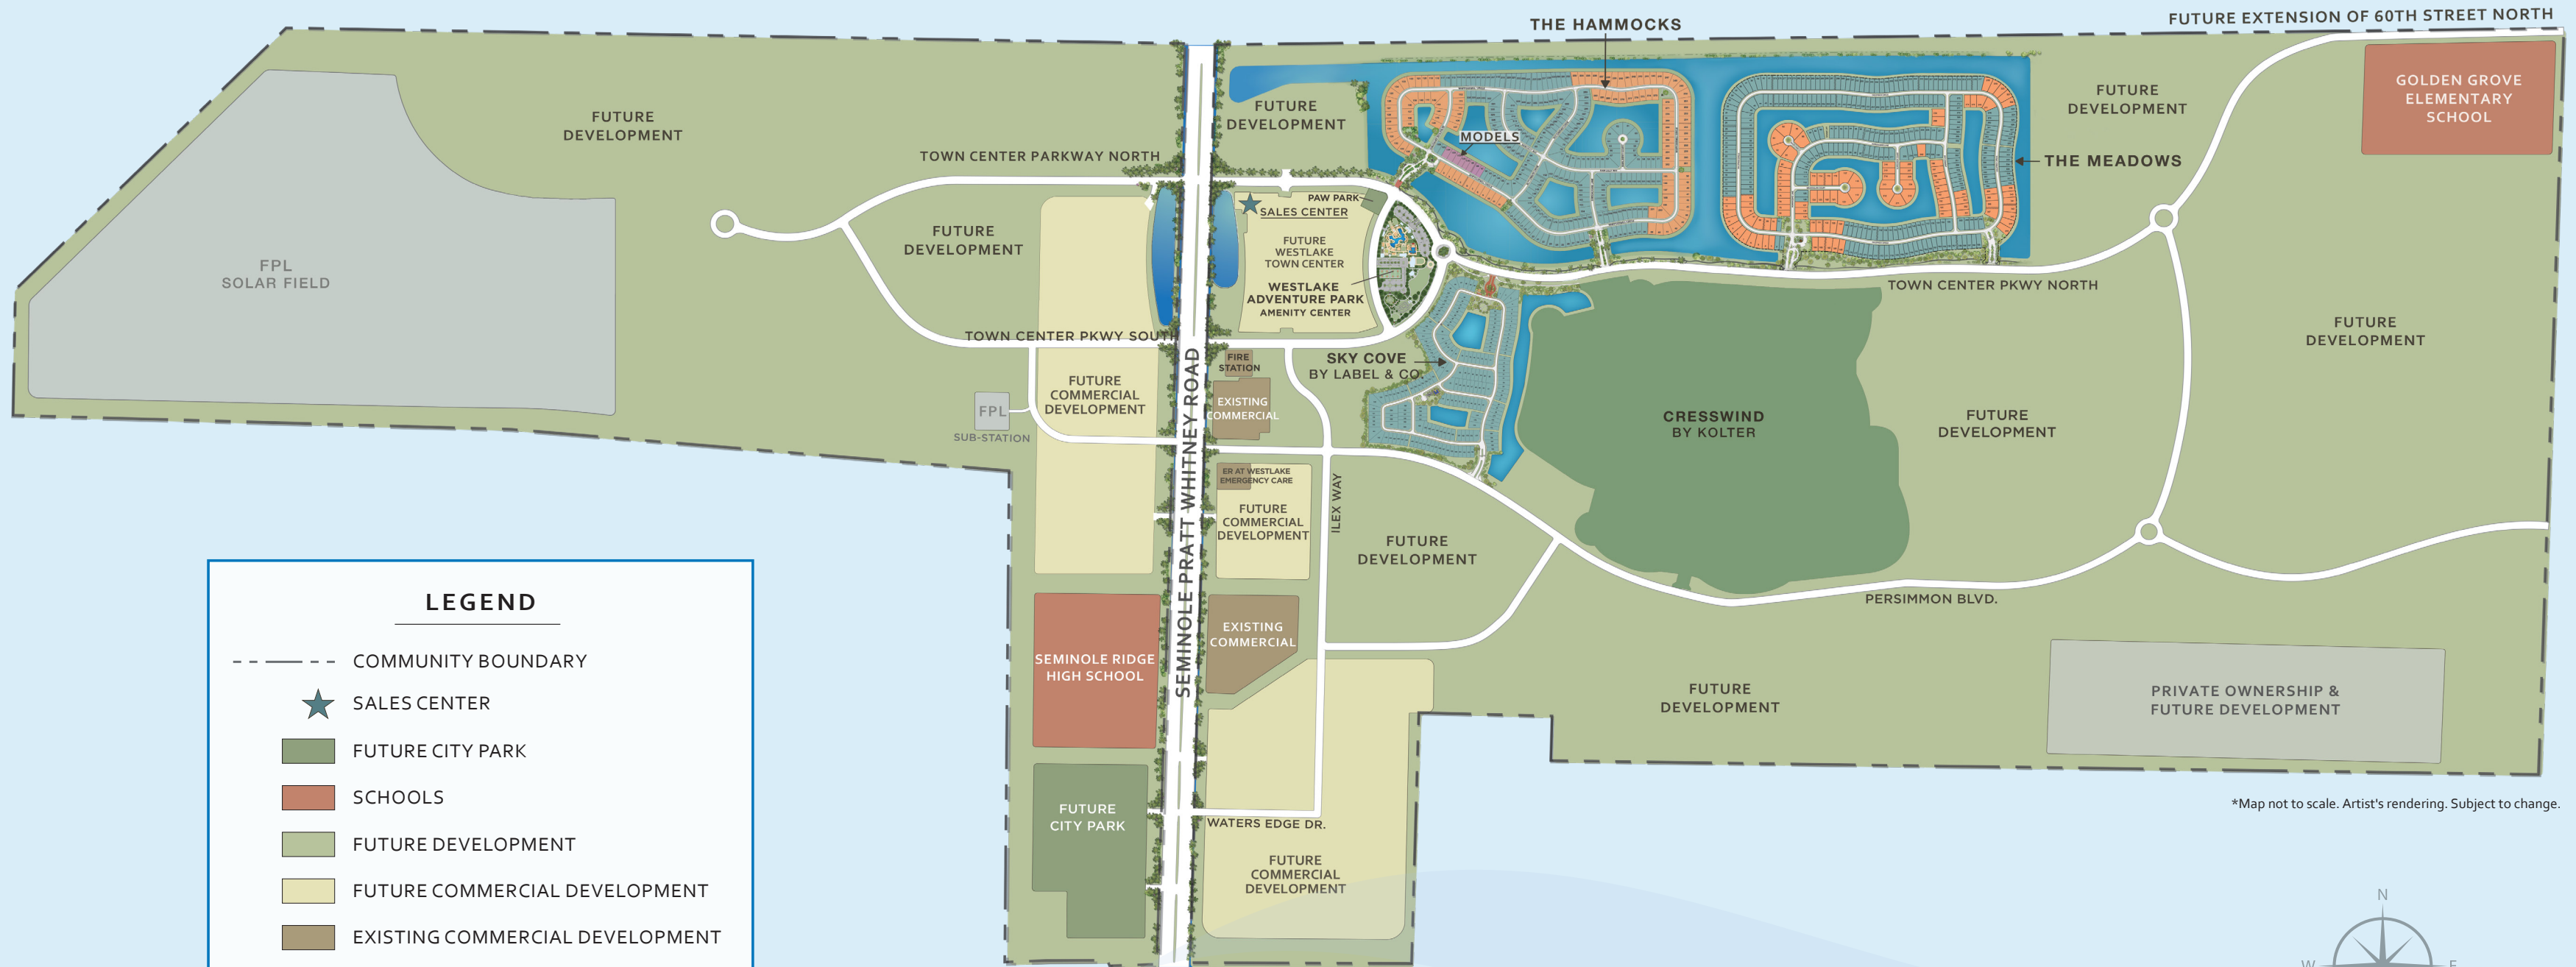 FUTURE EXTENSION OF 60TH STREET NORTH
THE HAMMOCKS
GOLDEN GROVE
ELEMENTARY
SCHOOL
FUTURE
DEVELOPMENT
FUTURE
DEVELOPMENT
FUTURE
DEVELOPMENT
MODELS
TOWN CENTER PARKWAY NORTH
THE MEADOWS
PAW PARK
SALES CENTER
FUTURE
DEVELOPMENT
FUTURE
WESTLAKE
TOWN CENTER
FPL
SOLAR FIELD
WESTLAKE
ADVENTURE PARK
AMENITY CENTER
TOWN CENTER PKWY NORTH
FUTURE
DEVELOPMENT
TOWN CENTER PKWY SOUTH
FIRE
STATION
SKY COVE
BY LABEL & CO.
FUTURE
COMMERCIAL
DEVELOPMENT
EXISTING
COMMERCIAL
FPL
SUB-STATION
CRESSWIND
BY KOLTER
FUTURE
DEVELOPMENT
SEMINOLE PRATT WHITNEY ROAD
ER AT WESTLAKE
EMERGENCY CARE
FUTURE
COMMERCIAL
DEVELOPMENT
ILEX WAY
FUTURE
DEVELOPMENT
PERSIMMON BLVD.
EXISTING
COMMERCIAL
SEMINOLE RIDGE
HIGH SCHOOL
FUTURE
DEVELOPMENT
PRIVATE OWNERSHIP &
FUTURE DEVELOPMENT
FUTURE
CITY PARK
WATERS EDGE DR.
FUTURE
COMMERCIAL
DEVELOPMENT
*Map not to scale. Artist's rendering. Subject to change.
LEGEND
COMMUNITY BOUNDARY
SALES CENTER
FUTURE CITY PARK
SCHOOLS
FUTURE DEVELOPMENT
FUTURE COMMERCIAL DEVELOPMENT
EXISTING COMMERCIAL DEVELOPMENT
N
W
E